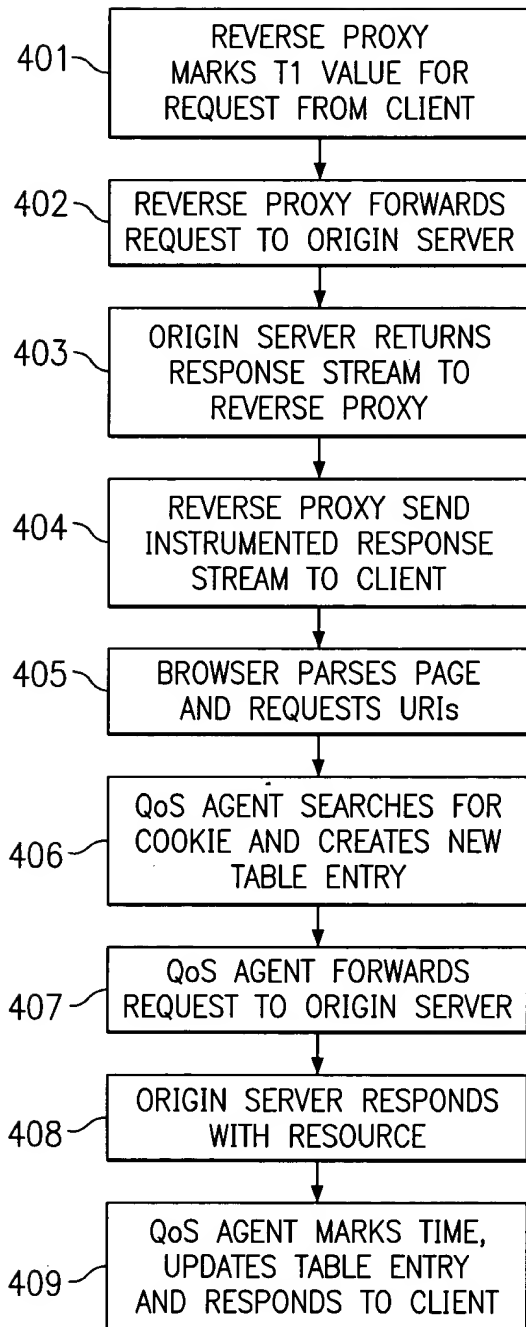 401
REVERSE PROXY
MARKS T1 VALUE FOR
REQUEST FROM CLIENT
402
REVERSE PROXY FORWARDS
REQUEST TO ORIGIN SERVER
403
ORIGIN SERVER RETURNS
RESPONSE STREAM TO
REVERSE PROXY
404
REVERSE PROXY SEND
INSTRUMENTED RESPONSE
STREAM TO CLIENT
405
BROWSER PARSES PAGE
AND REQUESTS URIs
406
QoS AGENT SEARCHES FOR
COOKIE AND CREATES NEW
TABLE ENTRY
407
QoS AGENT FORWARDS
REQUEST TO ORIGIN SERVER
408
ORIGIN SERVER RESPONDS
WITH RESOURCE
409
QoS AGENT MARKS TIME,
UPDATES TABLE ENTRY
AND RESPONDS TO CLIENT